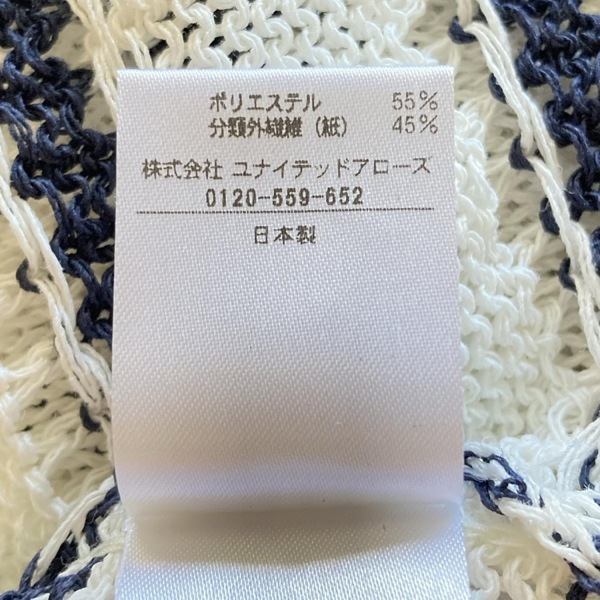 ポリエステル 55%
分類外繊維（紙） 45%
株式会社 ユナイテッドアローズ
0120-559-652
日本製